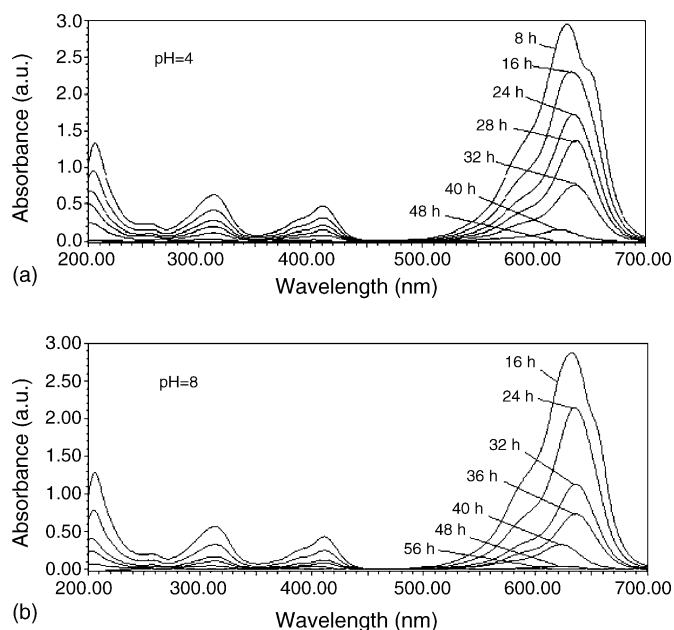 3.0
pH=4
8 h
2.5
16 h
2.0
24 h
1.5
28 h
32 h
1.0
40 h
0.5
48 h
0.0
Absorbance (a.u.)
200.00 300.00 400.00 500.00 600.00 700.00
(a)
Wavelength (nm)
3.00
pH=8
16 h
2.50
24 h
2.00
32 h
1.50
36 h
1.00
40 h
48 h
0.50
56 h
0.00
Absorbance (a.u.)
200.00 300.00 400.00 500.00 600.00 700.00
(b)
Wavelength (nm)